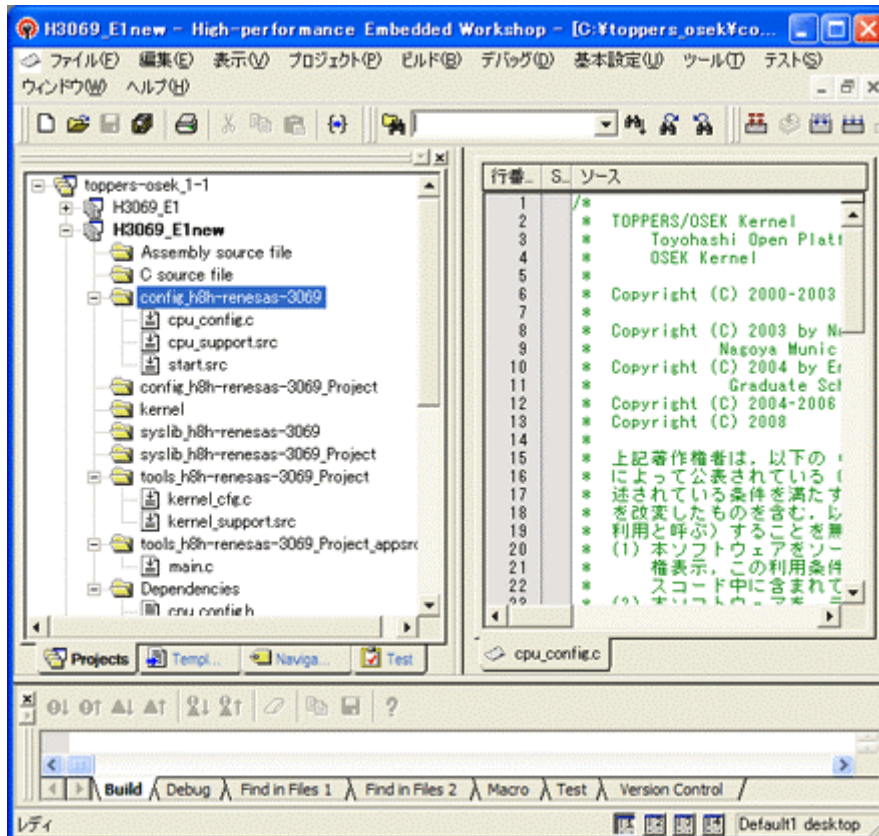 H3069_E1new - High-performance Embedded Workshop - [C:¥toppers_osek¥co...
ファイル(F) 編集(E) 表示(V) プロジェクト(P) ビルド(B) デバッグ(D) 基本設定(U) ツール(T) テスト(S)
ウィンドウ(W) ヘルプ(H)
toppers-osek_1-1
H3069_E1
H3069_E1new
Assembly source file
C source file
config_h8h-renesas-3069
cpu_config.c
cpu_support.src
start.src
config_h8h-renesas-3069_Project
kernel
syslib_h8h-renesas-3069
syslib_h8h-renesas-3069_Project
tools_h8h-renesas-3069_Project
kernel_cfg.c
kernel_support.src
tools_h8h-renesas-3069_Project_appsrc
main.c
Dependencies
cpu_config.h
Projects Templ... Naviga... Test
行番... S... ソース
1 /*
2 * TOPPERS/OSEK Kernel
3 * Toyohashi Open Platf
4 * OSEK Kernel
5 *
6 * Copyright (C) 2000-2003
7 *
8 * Copyright (C) 2003 by Na
9 * Nagoya Munic
10 * Copyright (C) 2004 by Em
11 * Graduate Sch
12 * Copyright (C) 2004-2006
13 * Copyright (C) 2008
14 *
15 * 上記著作権者は，以下の
16 * によって公表されている
17 * 述されている条件を満たす
18 * を改変したものを含む．以
19 * 利用と呼ぶ）することを無
20 * (1) 本ソフトウェアをソー
21 * 権表示，この利用条件
22 * スコード中に含まれて
23 * (2) 本ソフトウェアを，ラ
cpu_config.c
Build Debug Find in Files 1 Find in Files 2 Macro Test Version Control
レディ Default1 desktop